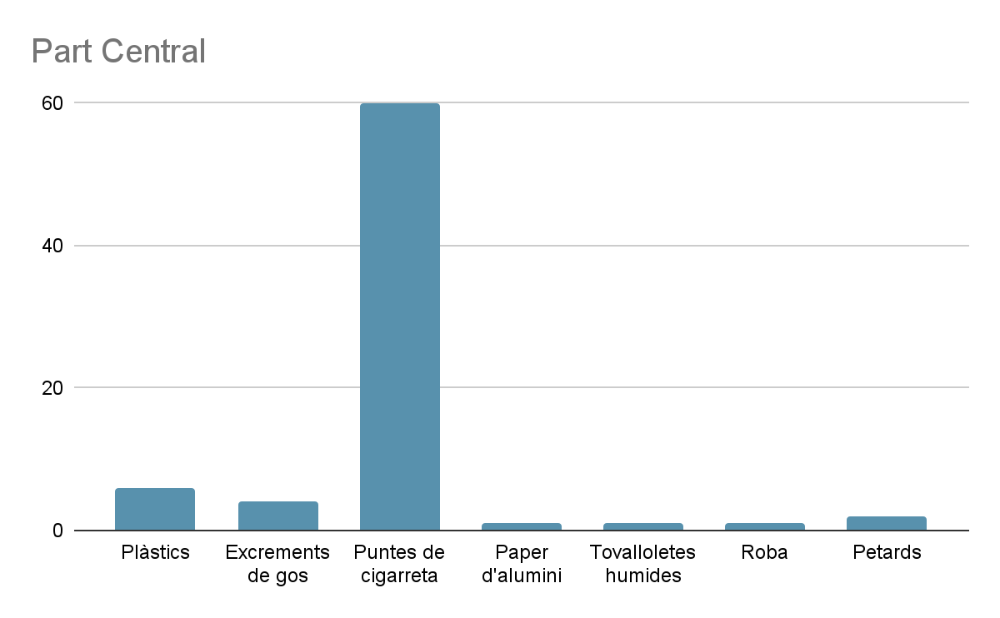 Part Central
60
40
20
0
Plàstics
Excrements
de gos
Puntes de
cigarreta
Paper
d'alumini
Tovalloletes
humides
Roba
Petards